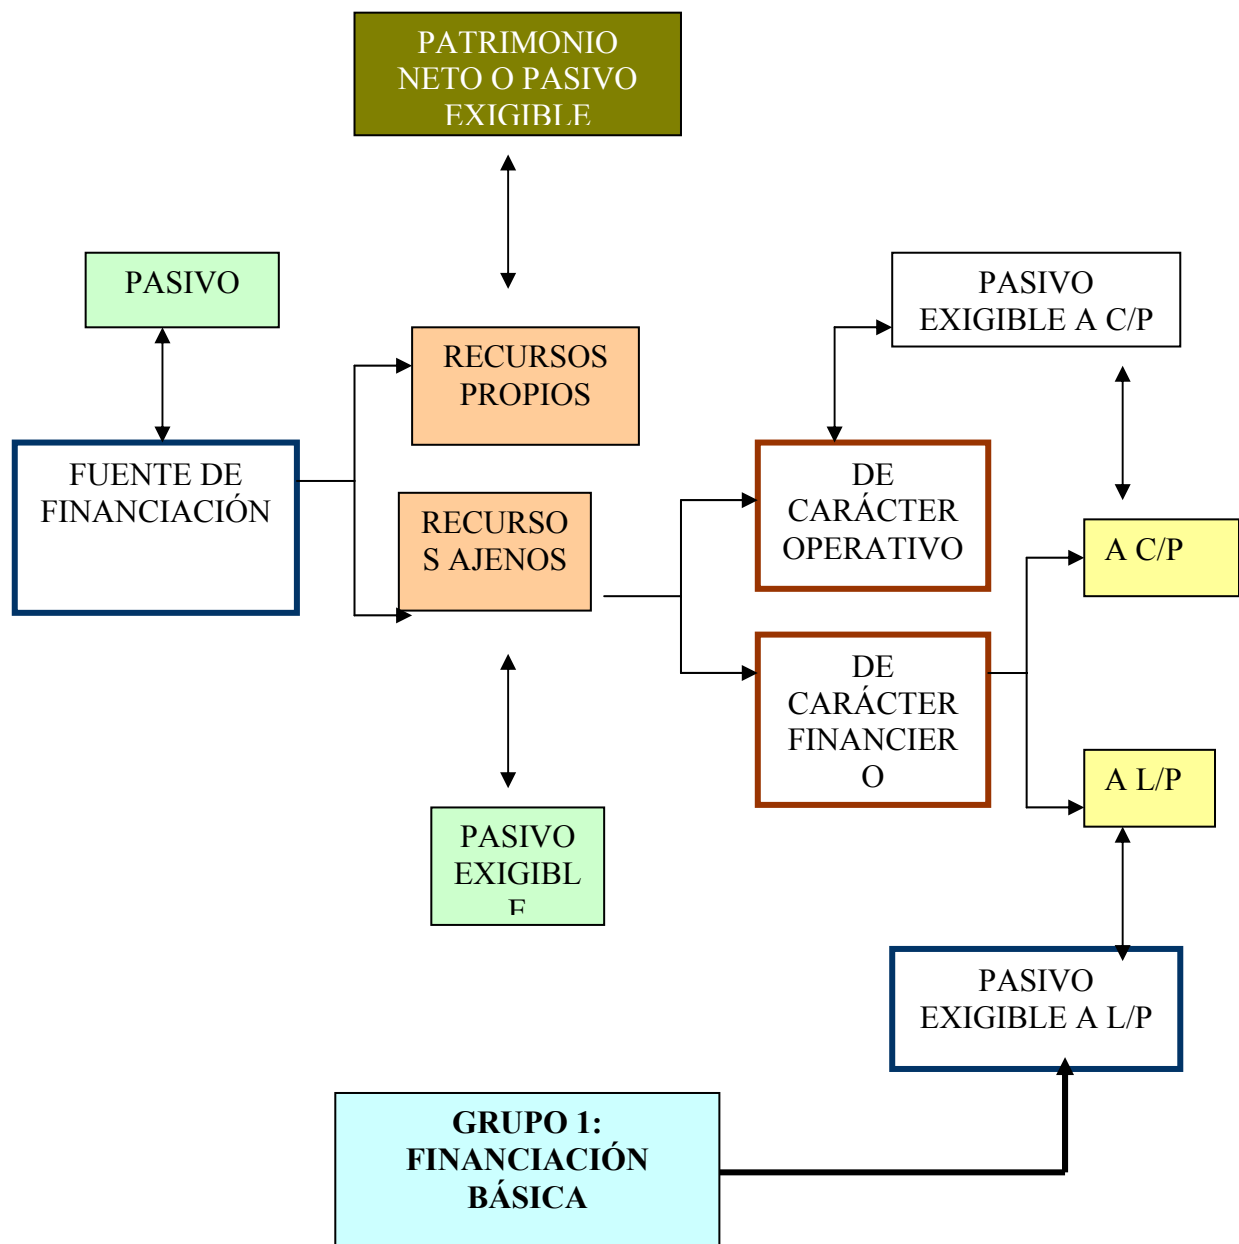 PATRIMONIO
NETO O PASIVO
EXIGIBLE
PASIVO
PASIVO
EXIGIBLE A C/P
RECURSOS
PROPIOS
FUENTE DE
FINANCIACIÓN
RECURSO
S AJENOS
DE
CARÁCTER
OPERATIVO
A C/P
DE
CARÁCTER
FINANCIER
O
A L/P
PASIVO
EXIGIBL
E
PASIVO
EXIGIBLE A L/P
GRUPO 1:
FINANCIACIÓN
BÁSICA